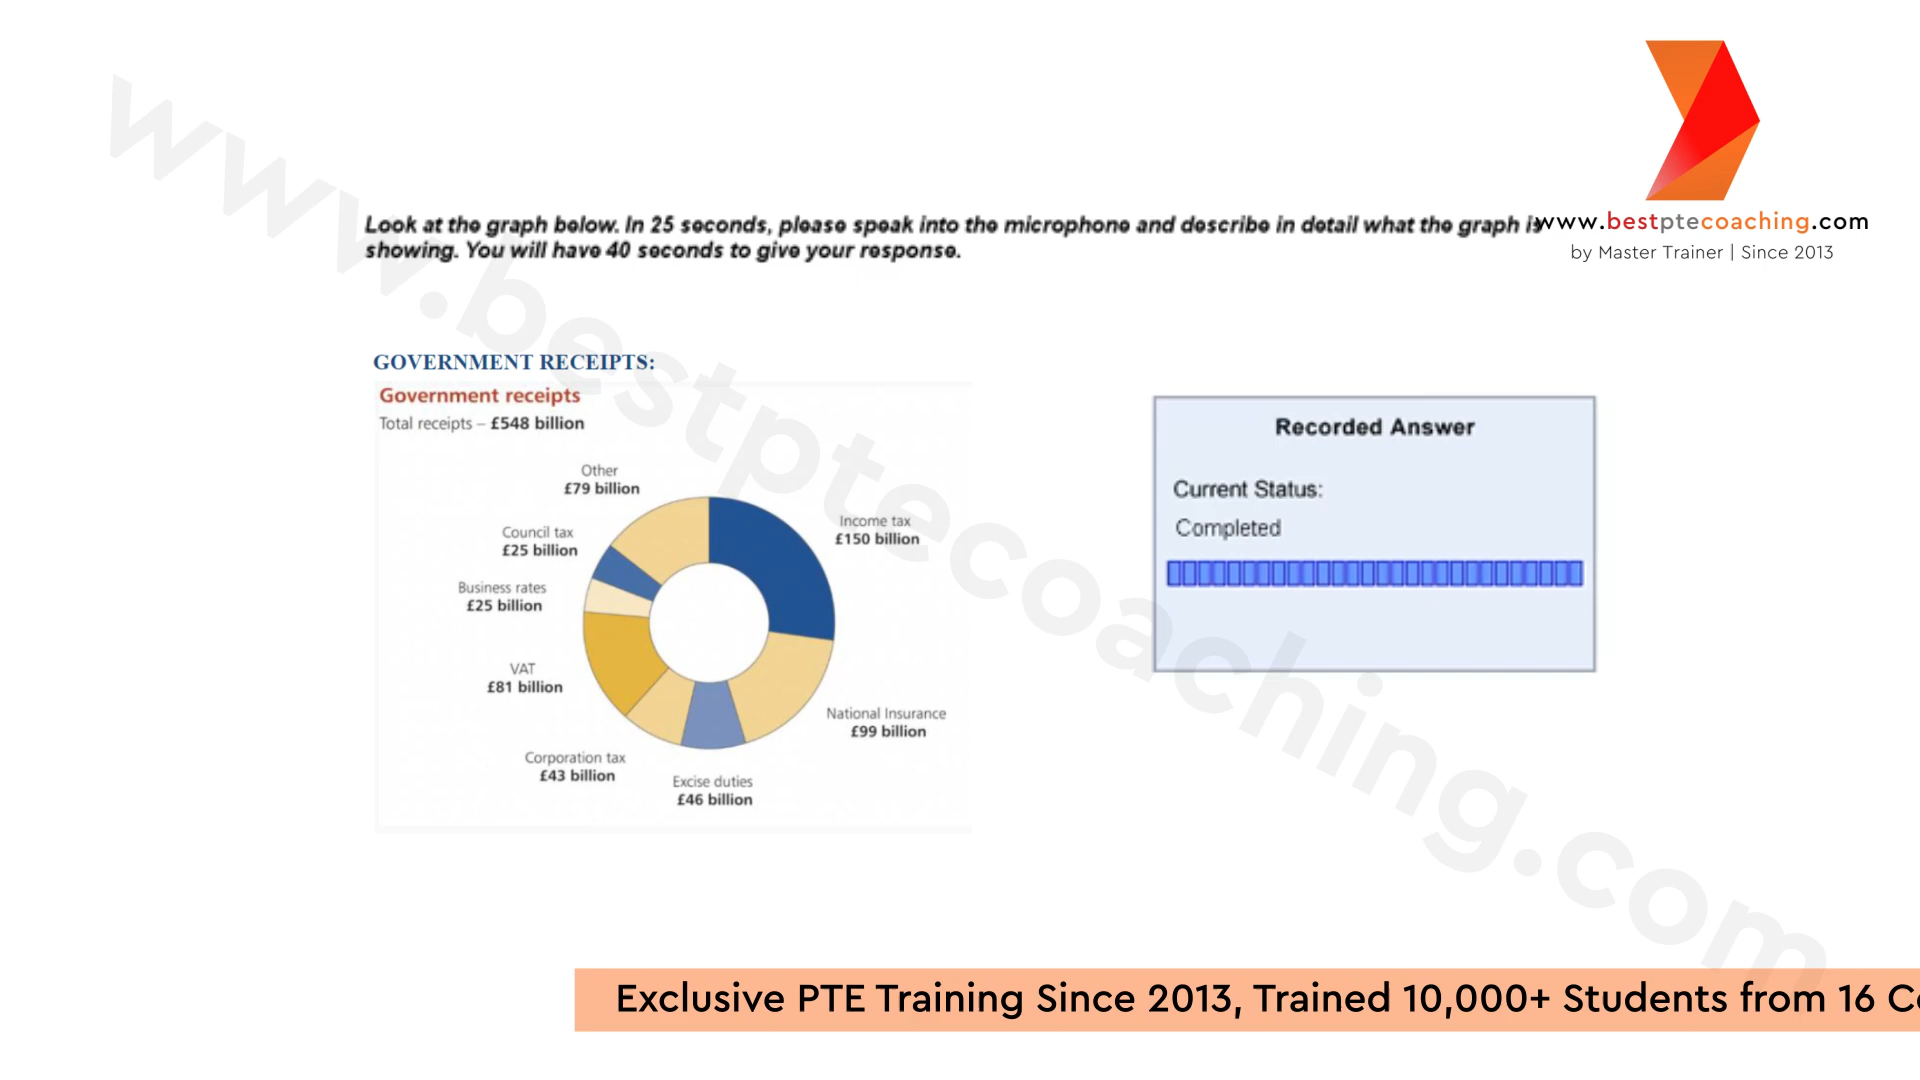 www.bestptecoaching.com
Look at the graph below. In 25 seconds, please speak into the microphone and describe in detail what the graph is
showing. You will have 40 seconds to give your response.
www.bestptecoaching.com
by Master Trainer | Since 2013
GOVERNMENT RECEIPTS:
Government receipts
Total receipts – £548 billion
Other
£79 billion
Council tax
£25 billion
Business rates
£25 billion
VAT
£81 billion
Corporation tax
£43 billion
Excise duties
£46 billion
National Insurance
£99 billion
Income tax
£150 billion
Recorded Answer
Current Status:
Completed
Exclusive PTE Training Since 2013, Trained 10,000+ Students from 16